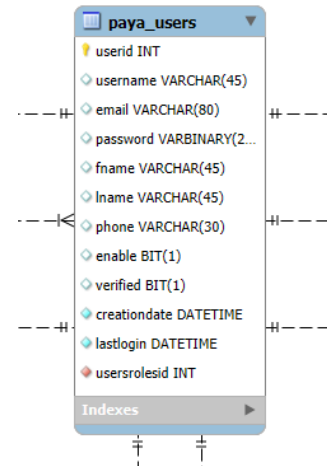 paya_users
userid INT
username VARCHAR(45)
email VARCHAR(80)
password VARBINARY(2...
fname VARCHAR(45)
lname VARCHAR(45)
phone VARCHAR(30)
enable BIT(1)
verified BIT(1)
creationdate DATETIME
lastlogin DATETIME
usersrolesid INT
Indexes